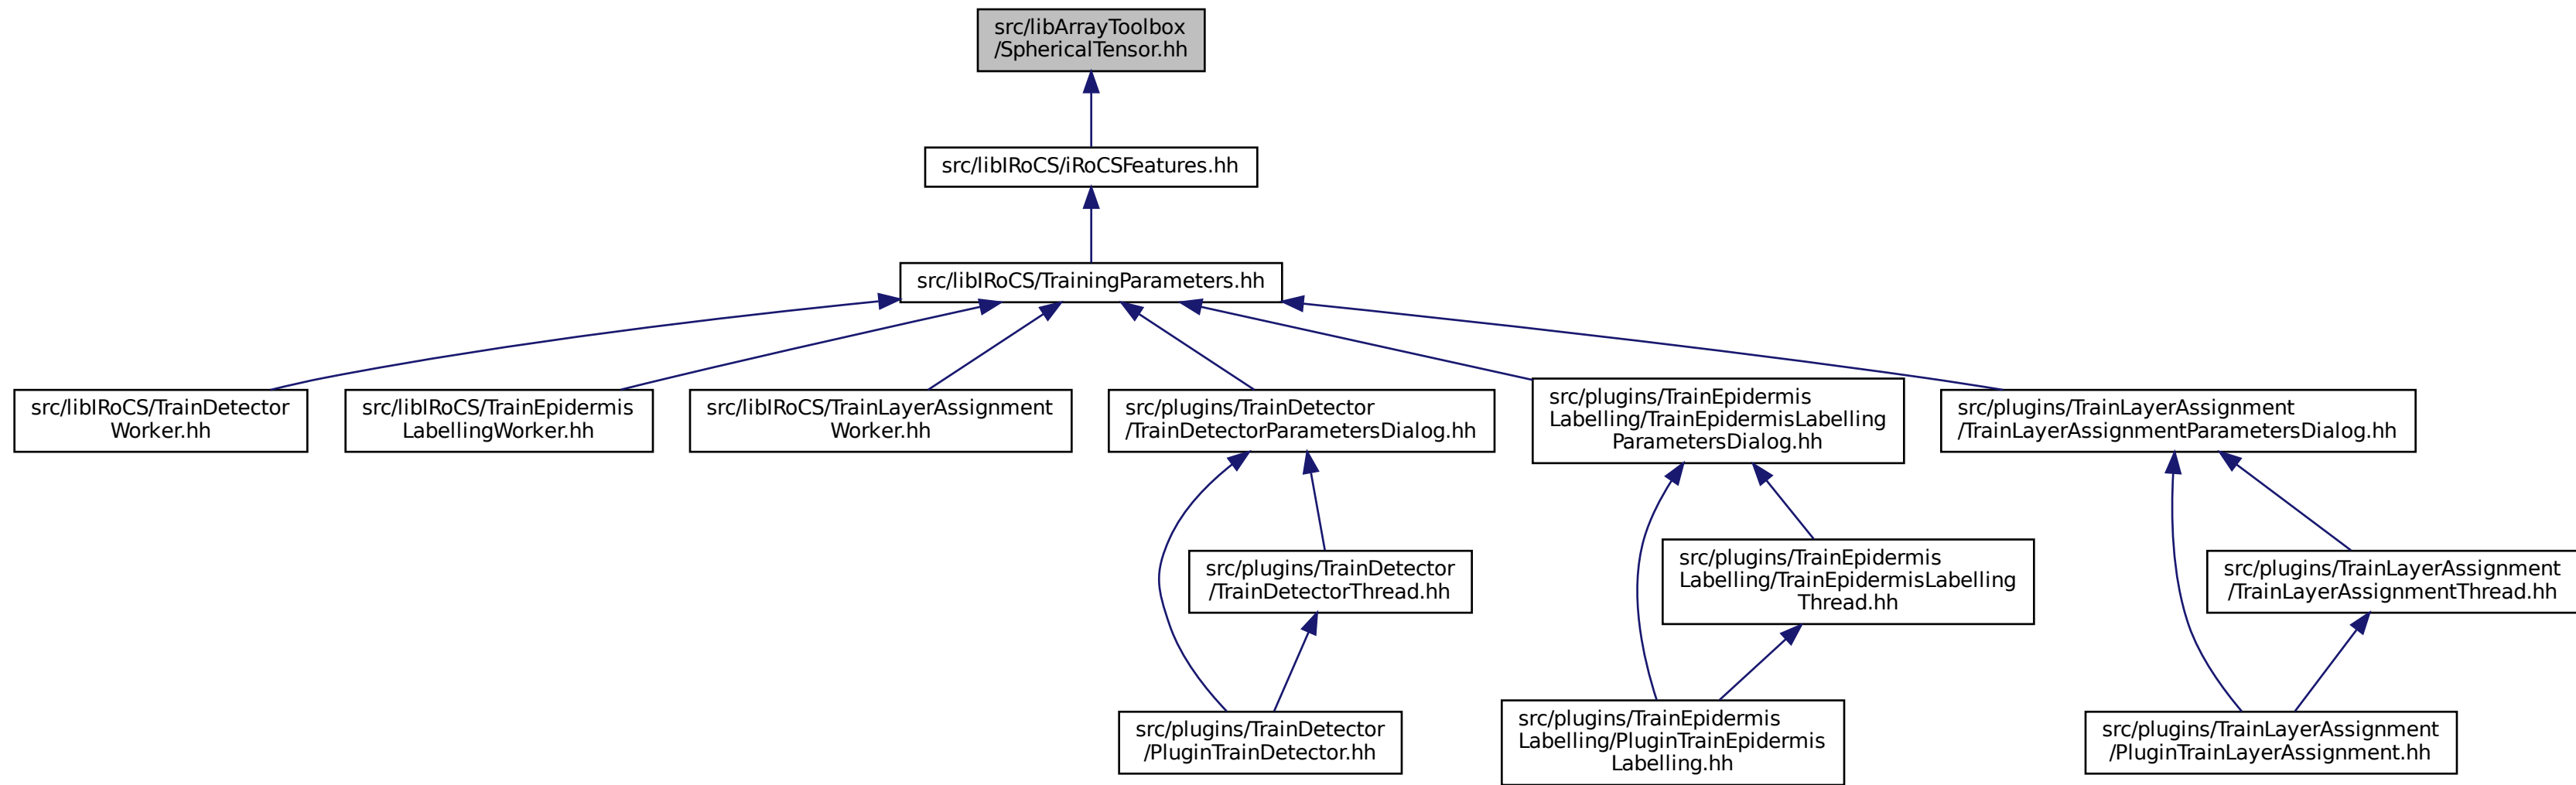 src/libArrayToolbox
/SphericalTensor.hh
src/libIRoCS/iRoCSFeatures.hh
src/libIRoCS/TrainingParameters.hh
src/libIRoCS/TrainDetector
Worker.hh
src/libIRoCS/TrainEpidermis
LabellingWorker.hh
src/libIRoCS/TrainLayerAssignment
Worker.hh
src/plugins/TrainDetector
/TrainDetectorParametersDialog.hh
src/plugins/TrainEpidermis
Labelling/TrainEpidermisLabelling
ParametersDialog.hh
src/plugins/TrainLayerAssignment
/TrainLayerAssignmentParametersDialog.hh
src/plugins/TrainDetector
/TrainDetectorThread.hh
src/plugins/TrainEpidermis
Labelling/TrainEpidermisLabelling
Thread.hh
src/plugins/TrainLayerAssignment
/TrainLayerAssignmentThread.hh
src/plugins/TrainDetector
/PluginTrainDetector.hh
src/plugins/TrainEpidermis
Labelling/PluginTrainEpidermis
Labelling.hh
src/plugins/TrainLayerAssignment
/PluginTrainLayerAssignment.hh